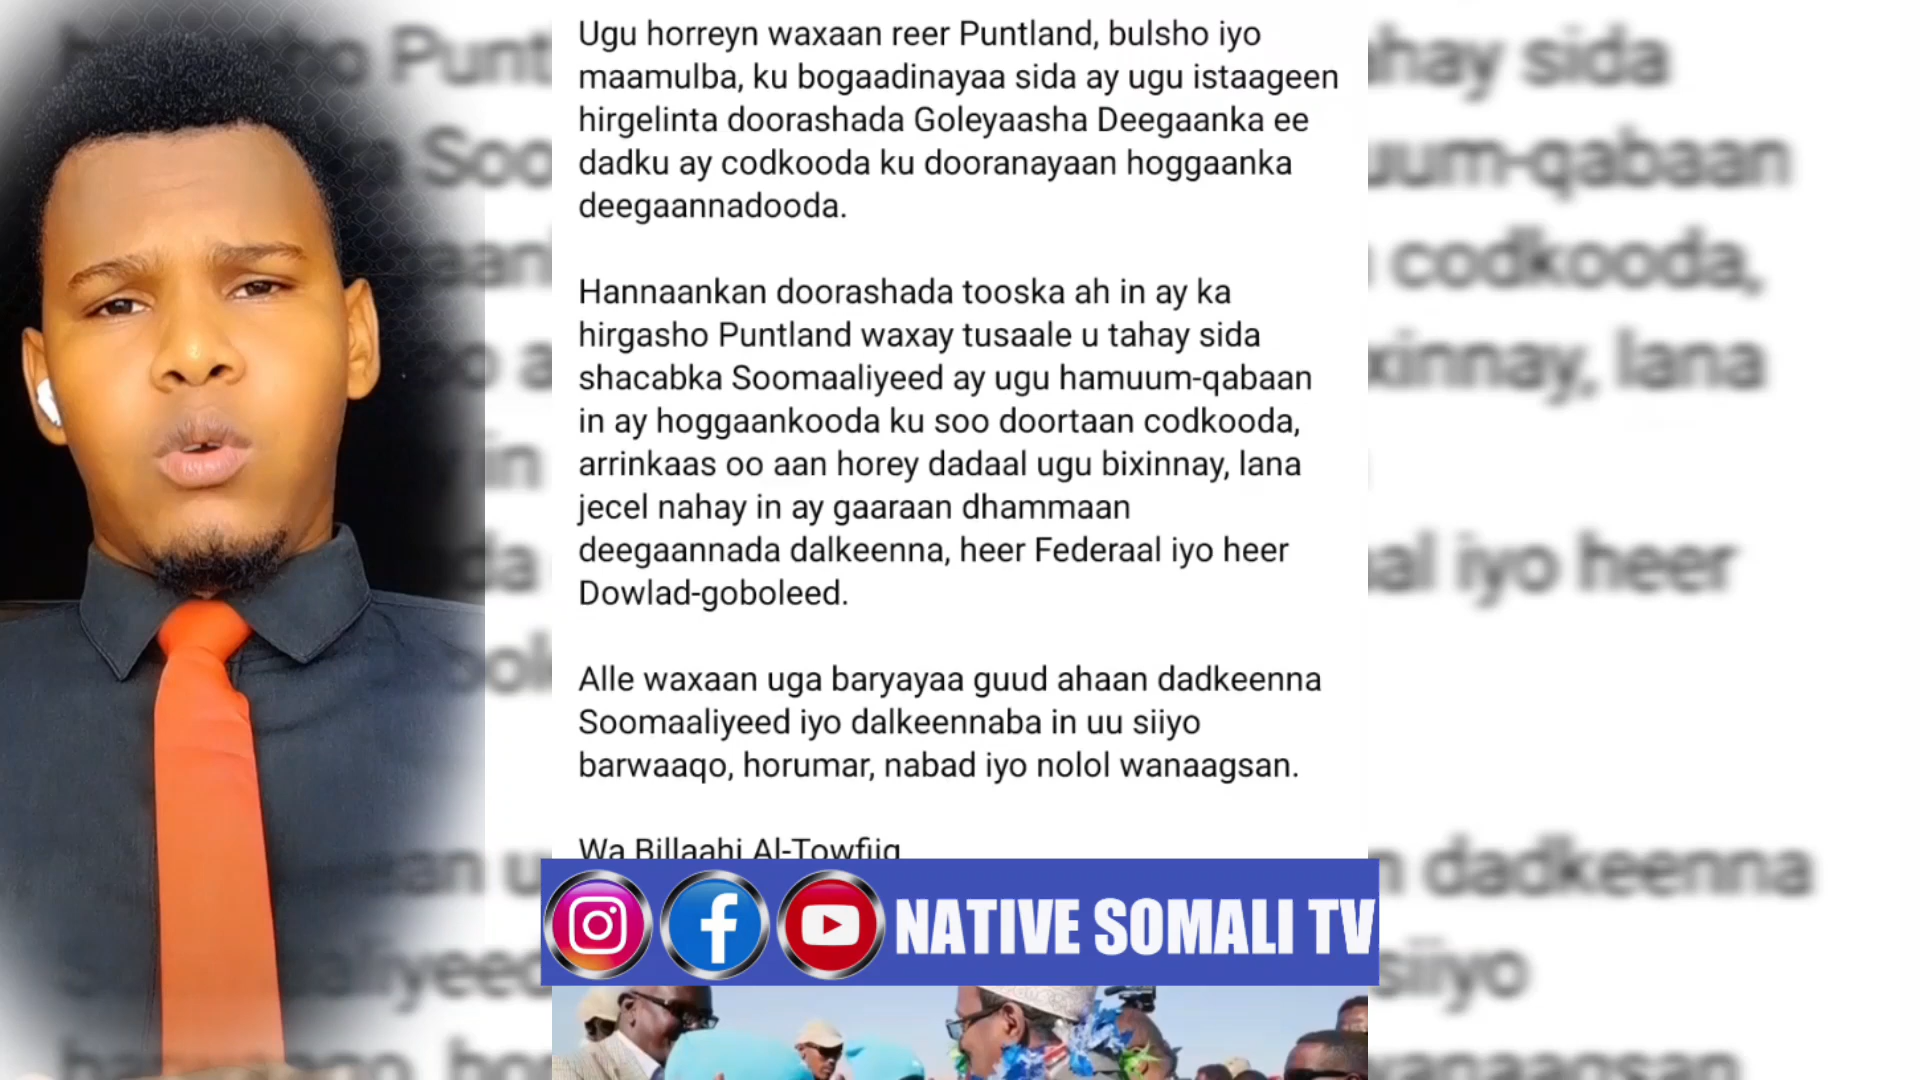 Ugu horreyn waxaan reer Puntland, bulsho iyo
maamulba, ku bogaadinayaa sida ay ugu istaageen
hirgelinta doorashada Goleyaasha Deegaanka ee
dadku ay codkooda ku dooranayaan hoggaanka
deegaannadooda.
Hannaankan doorashada tooska ah in ay ka
hirgasho Puntland waxay tusaale u tahay sida
shacabka Soomaaliyeed ay ugu hamuum-qabaan
in ay hoggaankooda ku soo doortaan codkooda,
arrinkaas oo aan horey dadaal ugu bixinnay, lana
jecel nahay in ay gaaraan dhammaan
deegaannada dalkeenna, heer Federaal iyo heer
Dowlad-goboleed.
Alle waxaan uga baryayaa guud ahaan dadkeenna
Soomaaliyeed iyo dalkeennaba in uu siiyo
barwaaqo, horumar, nabad iyo nolol wanaagsan.
Wa Billaahi Al-Towfiiq
NATIVE SOMALI TV